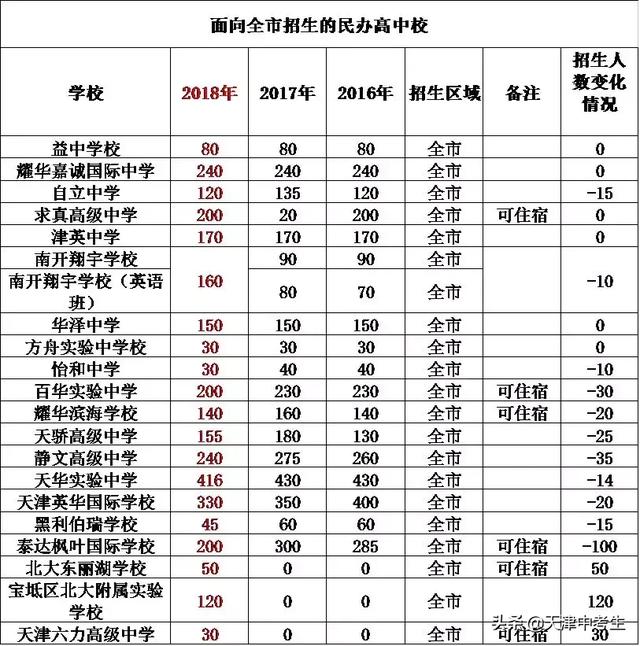 面向全市招生的民办高中校
学校 2018年 2017年 2016年 招生区域 备注 招生人数变化情况
益中学校 80 80 80 全市 0
耀华嘉诚国际中学 240 240 240 全市 0
自立中学 120 135 120 全市 -15
求真高级中学 200 20 200 全市 可住宿 0
津英中学 170 170 170 全市 0
南开翔宇学校 160 90 90 全市 -10
南开翔宇学校（英语班） 80 70 全市
华泽中学 150 150 150 全市 0
方舟实验中学校 30 30 30 全市 0
怡和中学 30 40 40 全市 -10
百华实验中学 200 230 230 全市 可住宿 -30
耀华滨海学校 140 160 140 全市 可住宿 -20
天骄高级中学 155 180 130 全市 -25
静文高级中学 240 275 260 全市 -35
天华实验中学 416 430 430 全市 -14
天津英华国际学校 330 350 400 全市 -20
黑利伯瑞学校 45 60 60 全市 -15
泰达枫叶国际学校 200 300 285 全市 可住宿 -100
北大东丽湖学校 50 0 0 全市 可住宿 50
宝坻区北大附属实验学校 120 0 0 全市 120
天津六力高级中学 30 0 0 全市 可住宿 30
头条 @天津中考生